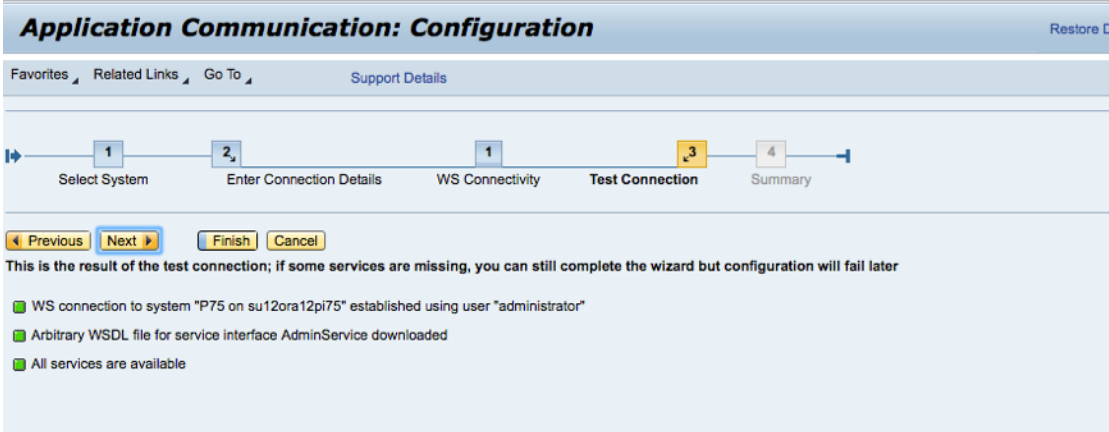 Application Communication: Configuration
Restore D
Favorites Related Links Go To Support Details
1 2 1 3 4
Select System Enter Connection Details WS Connectivity Test Connection Summary
Previous Next Finish Cancel
This is the result of the test connection; if some services are missing, you can still complete the wizard but configuration will fail later
WS connection to system "P75 on su12ora12pi75" established using user "administrator"
Arbitrary WSDL file for service interface AdminService downloaded
All services are available